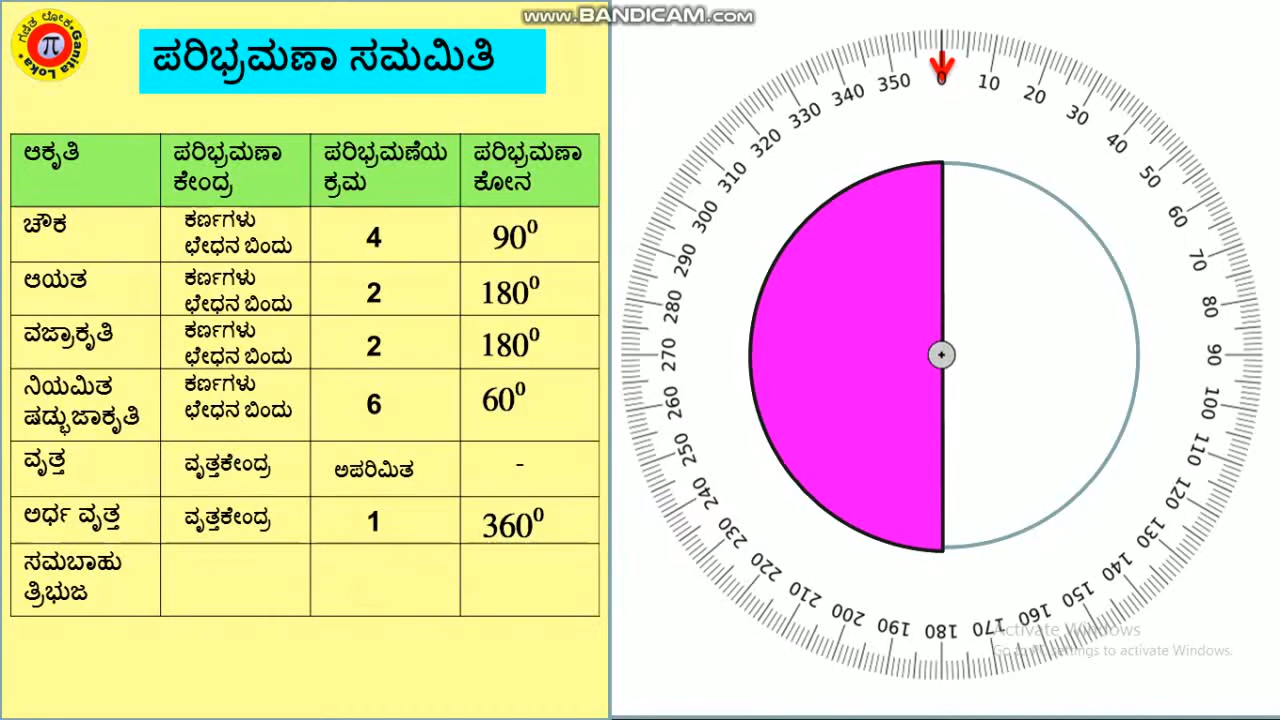 www.BANDICAM.com
ಗಣಿತ ಲೋಕ•Ganita Loka•
π
ಪರಿಭ್ರಮಣಾ ಸಮಮಿತಿ
ಆಕೃತಿ
ಪರಿಭ್ರಮಣಾ
ಕೇಂದ್ರ
ಪರಿಭ್ರಮಣೆಯ
ಕ್ರಮ
ಪರಿಭ್ರಮಣಾ
ಕೋನ
ಚೌಕ
ಕರ್ಣಗಳು
ಛೇಧನ ಬಿಂದು
4
90⁰
ಆಯತ
ಕರ್ಣಗಳು
ಛೇಧನ ಬಿಂದು
2
180⁰
ವಜ್ರಾಕೃತಿ
ಕರ್ಣಗಳು
ಛೇಧನ ಬಿಂದು
2
180⁰
ನಿಯಮಿತ
ಷಡ್ಭುಜಾಕೃತಿ
ಕರ್ಣಗಳು
ಛೇಧನ ಬಿಂದು
6
60⁰
ವೃತ್ತ
ವೃತ್ತಕೇಂದ್ರ
ಅಪರಿಮಿತ
-
ಅರ್ಧ ವೃತ್ತ
ವೃತ್ತಕೇಂದ್ರ
1
360⁰
ಸಮಬಾಹು
ತ್ರಿಭುಜ
0
10
20
30
40
50
60
70
80
90
100
110
120
130
140
150
160
170
180
190
200
210
220
230
240
250
260
270
280
290
300
310
320
330
340
350
Activate Windows
Go to PC settings to activate Windows.